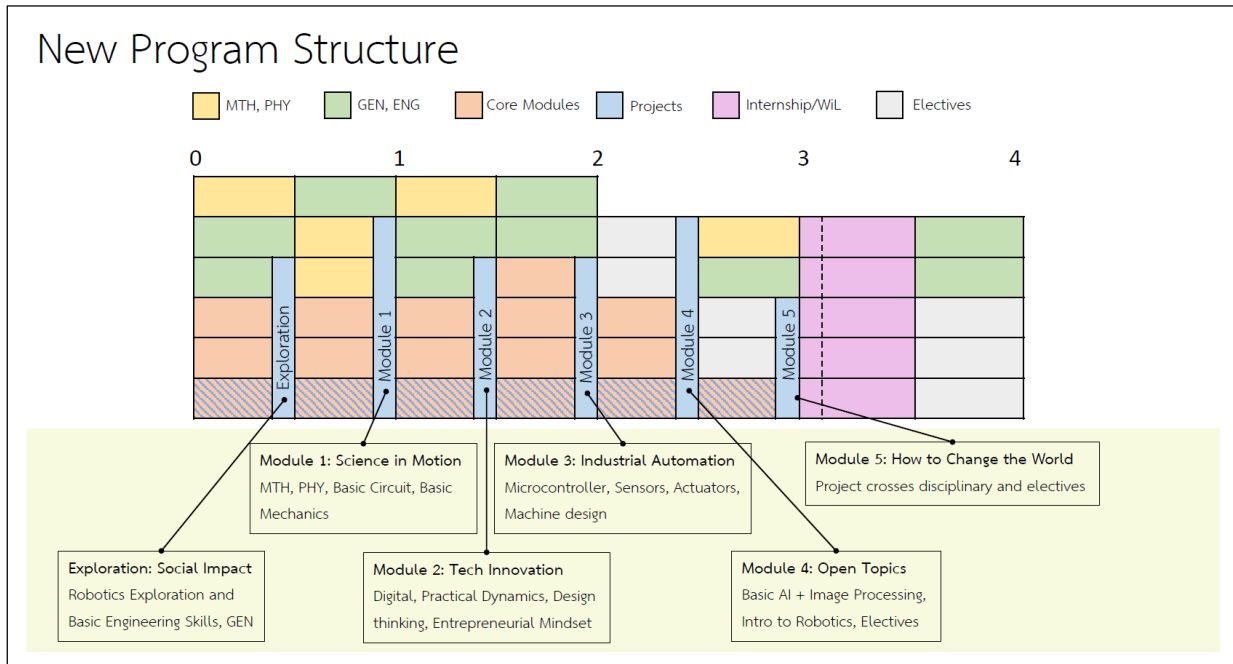 New Program Structure
MTH, PHY
GEN, ENG
Core Modules
Projects
Internship/WiL
Electives
0
1
2
3
4
Exploration
Module 1
Module 2
Module 3
Module 4
Module 5
Module 1: Science in Motion
MTH, PHY, Basic Circuit, Basic
Mechanics
Module 3: Industrial Automation
Microcontroller, Sensors, Actuators,
Machine design
Module 5: How to Change the World
Project crosses disciplinary and electives
Exploration: Social Impact
Robotics Exploration and
Basic Engineering Skills, GEN
Module 2: Tech Innovation
Digital, Practical Dynamics, Design
thinking, Entrepreneurial Mindset
Module 4: Open Topics
Basic AI + Image Processing,
Intro to Robotics, Electives